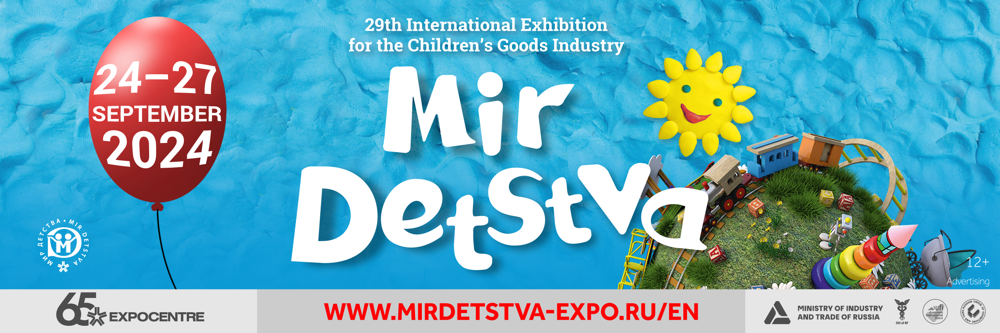 29th International Exhibition
for the Children's Goods Industry
24–27
SEPTEMBER
2024
Mir
Detstva
МИР ДЕТСТВА • MIR DETSTVA
М
12+
Advertising
65 EXPOCENTRE
WWW.MIRDETSTVA-EXPO.RU/EN
MINISTRY OF INDUSTRY
AND TRADE OF RUSSIA
CCI of RF
ufi
Approved
International
Event
RUSSIAN UNION OF EXHIBITIONS AND FAIRS